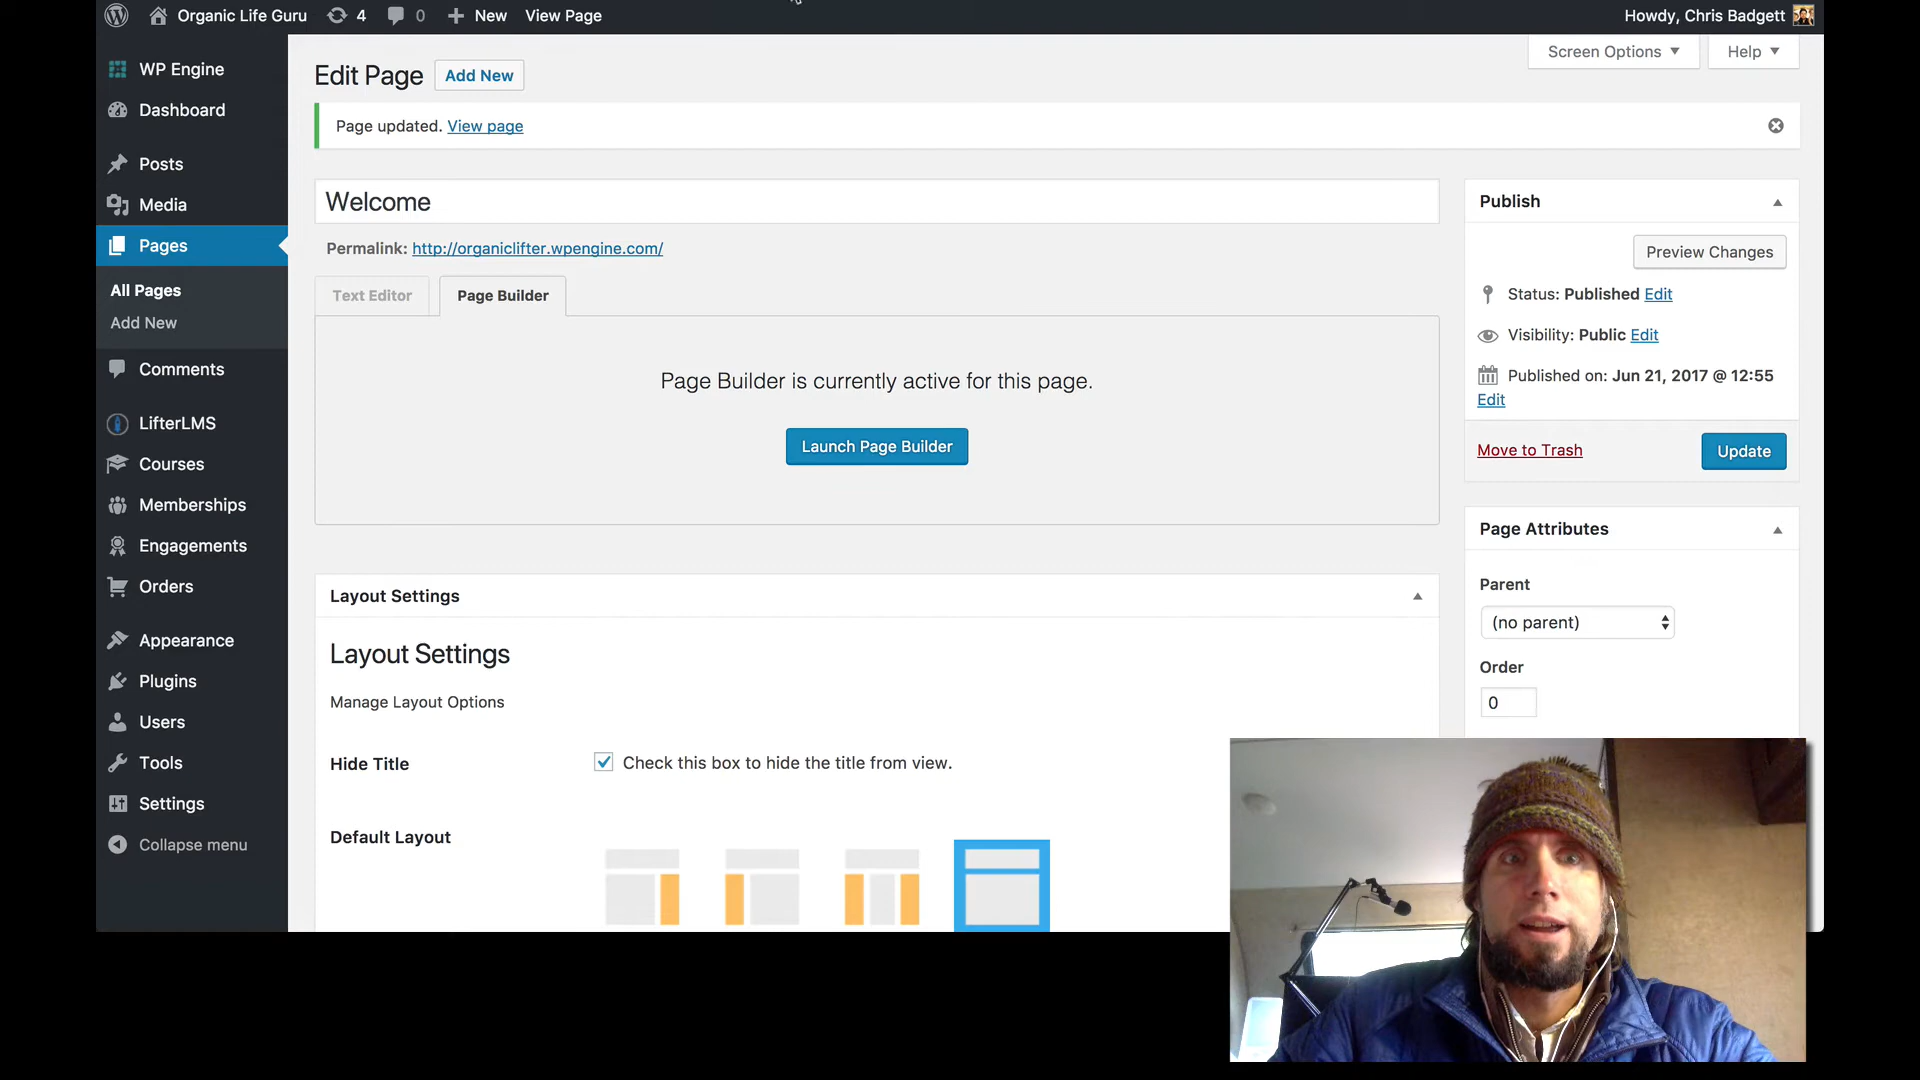 Organic Life Guru 4 0 New View Page Howdy, Chris Badgett
Screen Options Help
WP Engine
Dashboard
Posts
Media
Pages
All Pages
Add New
Comments
LifterLMS
Courses
Memberships
Engagements
Orders
Appearance
Plugins
Users
Tools
Settings
Collapse menu
Edit Page Add New
Page updated. View page
Welcome
Permalink: http://organiclifter.wpengine.com/
Text Editor Page Builder
Page Builder is currently active for this page.
Launch Page Builder
Layout Settings
Layout Settings
Manage Layout Options
Hide Title Check this box to hide the title from view.
Default Layout
Publish
Preview Changes
Status: Published Edit
Visibility: Public Edit
Published on: Jun 21, 2017 @ 12:55
Edit
Move to Trash Update
Page Attributes
Parent
(no parent)
Order
0